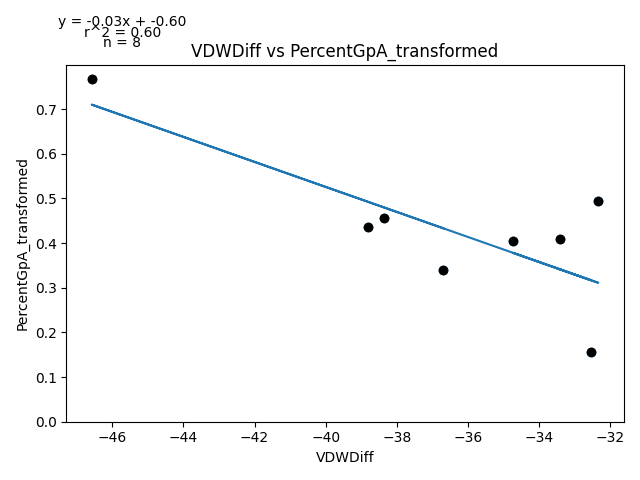 y = -0.03x + -0.60
r^2 = 0.60
n = 8
VDWDiff vs PercentGpA_transformed
PercentGpA_transformed
0.7
0.6
0.5
0.4
0.3
0.2
0.1
0.0
−46
−44
−42
−40
−38
−36
−34
−32
VDWDiff